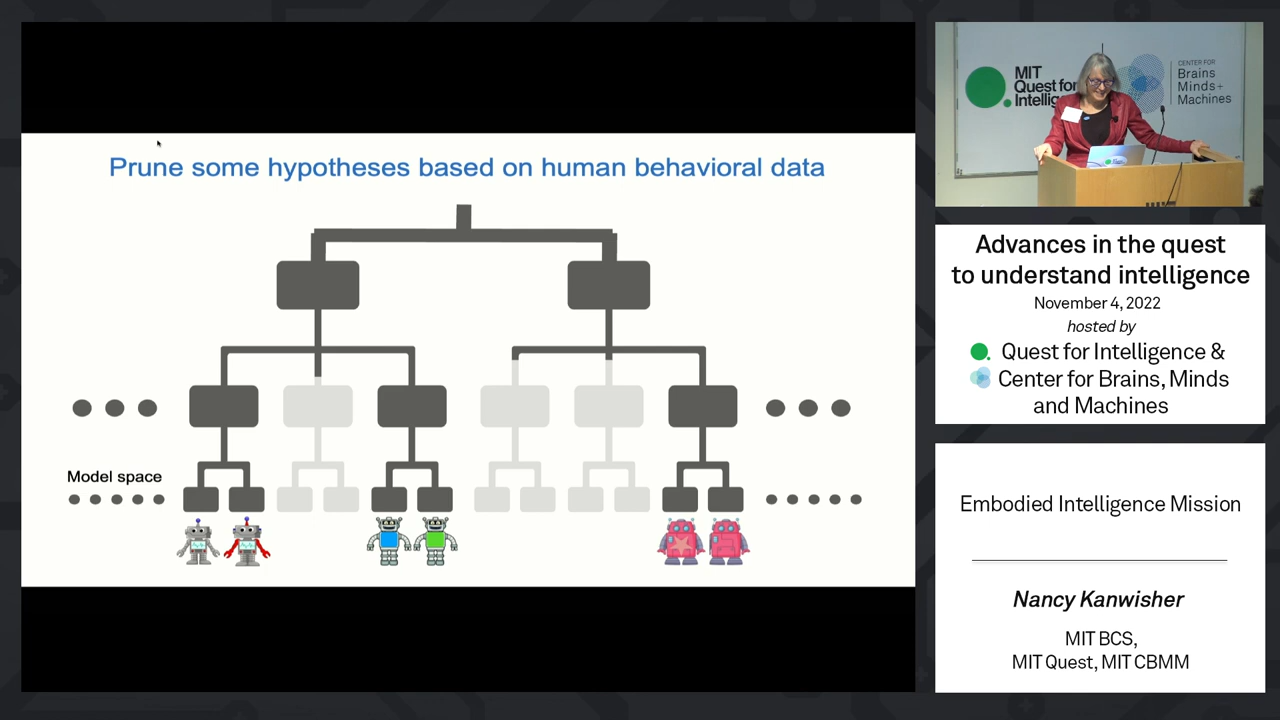 Prune some hypotheses based on human behavioral data
Model space
MIT
Quest for
Intellig
CENTER FOR
Brains
Minds+
Machines
Advances in the quest
to understand intelligence
November 4, 2022
hosted by
Quest for Intelligence &
Center for Brains, Minds
and Machines
Embodied Intelligence Mission
Nancy Kanwisher
MIT BCS,
MIT Quest, MIT CBMM